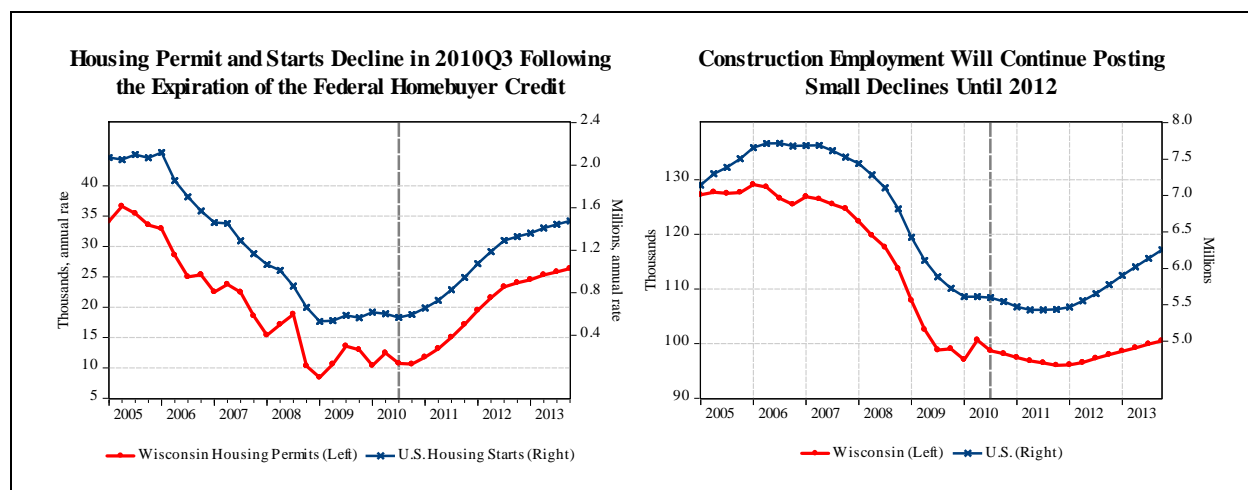 Housing Permit and Starts Decline in 2010Q3 Following
the Expiration of the Federal Homebuyer Credit
2.4
2.0
1.6
1.2
0.8
0.4
40
35
30
25
20
15
10
5
Thousands, annual rate
Millions, annual rate
2005 2006 2007 2008 2009 2010 2011 2012 2013
Wisconsin Housing Permits (Left) U.S. Housing Starts (Right)
Construction Employment Will Continue Posting
Small Declines Until 2012
8.0
7.5
7.0
6.5
6.0
5.5
5.0
130
120
110
100
90
Thousands
Millions
2005 2006 2007 2008 2009 2010 2011 2012 2013
Wisconsin (Left) U.S. (Right)